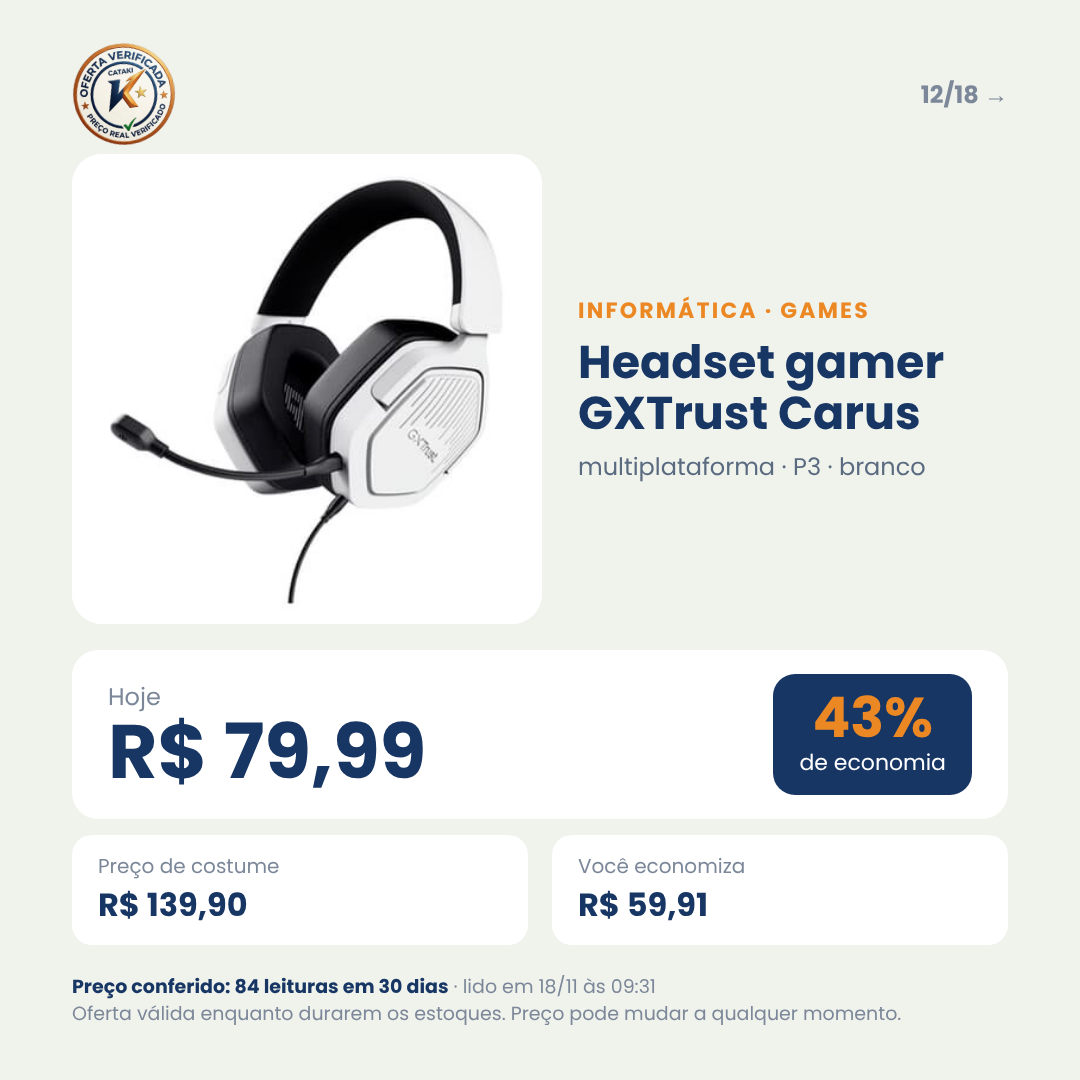 OFERTA VERIFICADA
CATAKI
K
PREÇO REAL VERIFICADO
12/18 →
GXTrust
INFORMÁTICA · GAMES
Headset gamer
GXTrust Carus
multiplataforma · P3 · branco
Hoje
R$ 79,99
43%
de economia
Preço de costume
R$ 139,90
Você economiza
R$ 59,91
Preço conferido: 84 leituras em 30 dias · lido em 18/11 às 09:31
Oferta válida enquanto durarem os estoques. Preço pode mudar a qualquer momento.